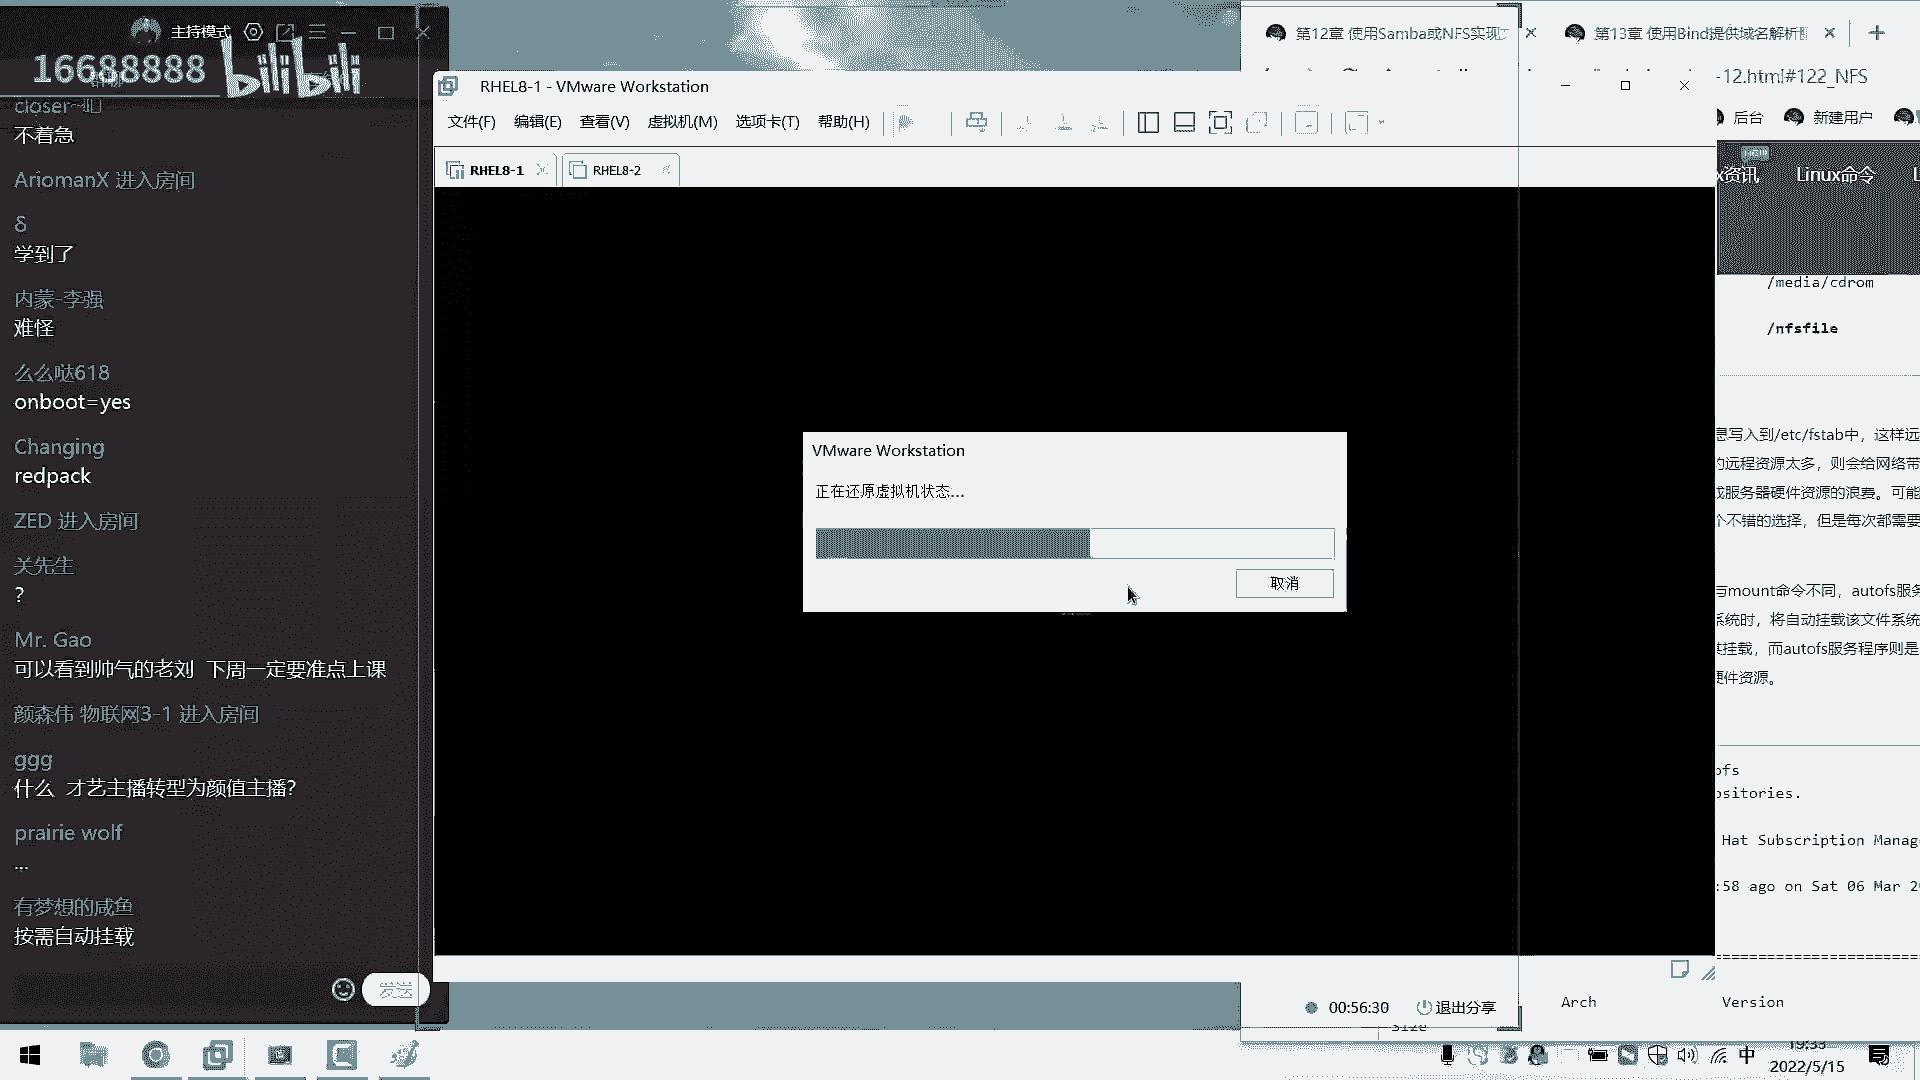 主持模式
16688888 bilibili
不着急
AriomanX 进入房间
δ
学到了
内蒙-李强
难怪
么么哒618
onboot=yes
Changing
redpack
ZED 进入房间
关先生
?
Mr. Gao
可以看到帅气的老刘 下周一定要准点上课
颜森伟 物联网3-1 进入房间
ggg
什么 才艺主播转型为颜值主播?
prairie wolf
...
有梦想的咸鱼
按需自动挂载
发送
RHEL8-1 - VMware Workstation
文件(F) 编辑(E) 查看(V) 虚拟机(M) 选项卡(T) 帮助(H)
RHEL8-1
RHEL8-2
VMware Workstation
正在还原虚拟机状态...
取消
00:56:30
退出分享
第12章 使用Samba或NFS实现
第13章 使用Bind提供域名解析
-12.html#122_NFS
后台
新建用户
x资讯
Linux命令
/media/cdrom
/nfsfile
息写入到/etc/fstab中，这样远
的远程资源太多，则会给网络带
成服务器硬件资源的浪费。可能
个不错的选择，但是每次都需要
与mount命令不同，autofs服务
系统时，将自动挂载该文件系统
其挂载，而autofs服务程序则是
硬件资源。
ofs
ositories.
Hat Subscription Manag
:58 ago on Sat 06 Mar 2
Arch
Version
Size
中
19:33
2022/5/15